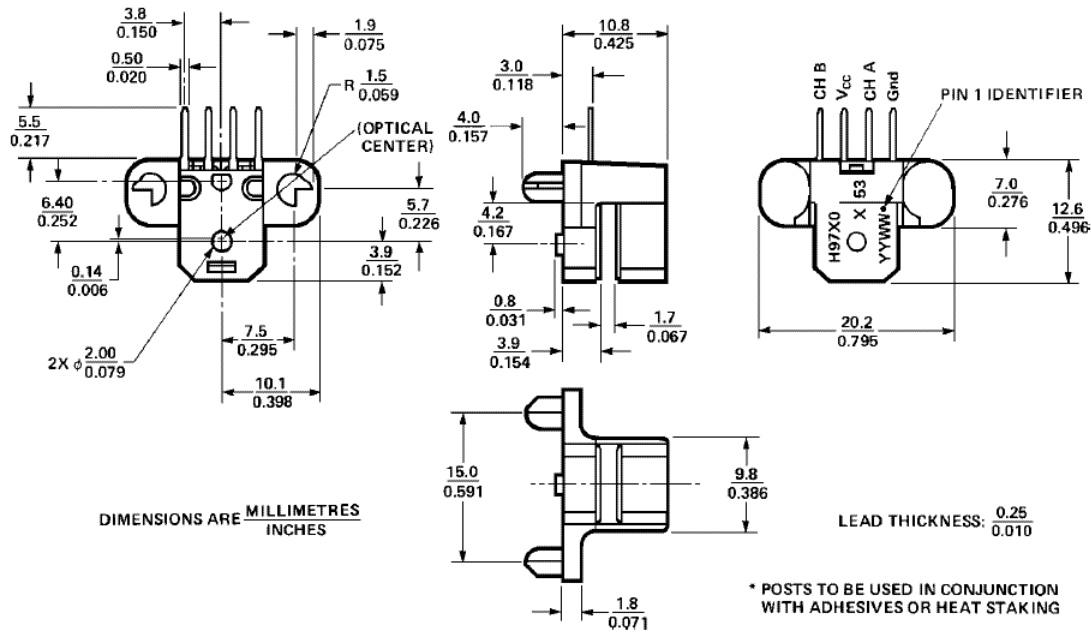 3.8
0.150
1.9
0.075
0.50
0.020
R 1.5
0.059
5.5
0.217
(OPTICAL
CENTER)
6.40
0.252
5.7
0.226
0.14
0.006
3.9
0.152
7.5
0.295
2X ϕ 2.00
0.079
10.1
0.398
10.8
0.425
3.0
0.118
4.0
0.157
4.2
0.167
0.8
0.031
1.7
0.067
3.9
0.154
CH B
VCC
CH A
Gnd
PIN 1 IDENTIFIER
H97X0
X 53
YYWW
7.0
0.276
12.6
0.496
20.2
0.795
15.0
0.591
9.8
0.386
1.8
0.071
DIMENSIONS ARE MILLIMETRES
INCHES
LEAD THICKNESS: 0.25
0.010
* POSTS TO BE USED IN CONJUNCTION
WITH ADHESIVES OR HEAT STAKING